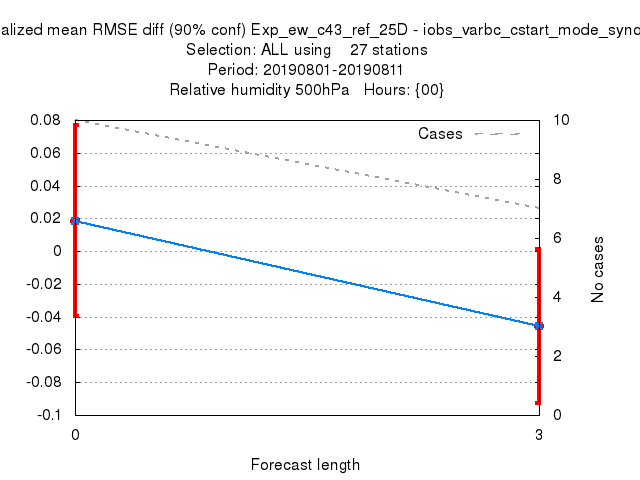 alized mean RMSE diff (90% conf) Exp_ew_c43_ref_25D - iobs_varbc_cstart_mode_syno
Selection: ALL using 27 stations
Period: 20190801-20190811
Relative humidity 500hPa Hours: {00}
0.08
0.06
0.04
0.02
0
-0.02
-0.04
-0.06
-0.08
-0.1
Cases
10
8
6
4
2
0
No cases
0
3
Forecast length